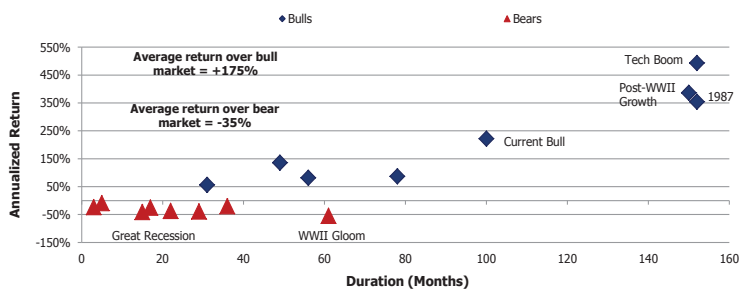 Bulls
Bears
550%
450%
350%
250%
150%
50%
-50%
-150%
Annualized Return
Average return over bull
market = +175%
Average return over bear
market = -35%
Tech Boom
Post-WWII
Growth
1987
Current Bull
Great Recession
WWII Gloom
0 20 40 60 80 100 120 140 160
Duration (Months)